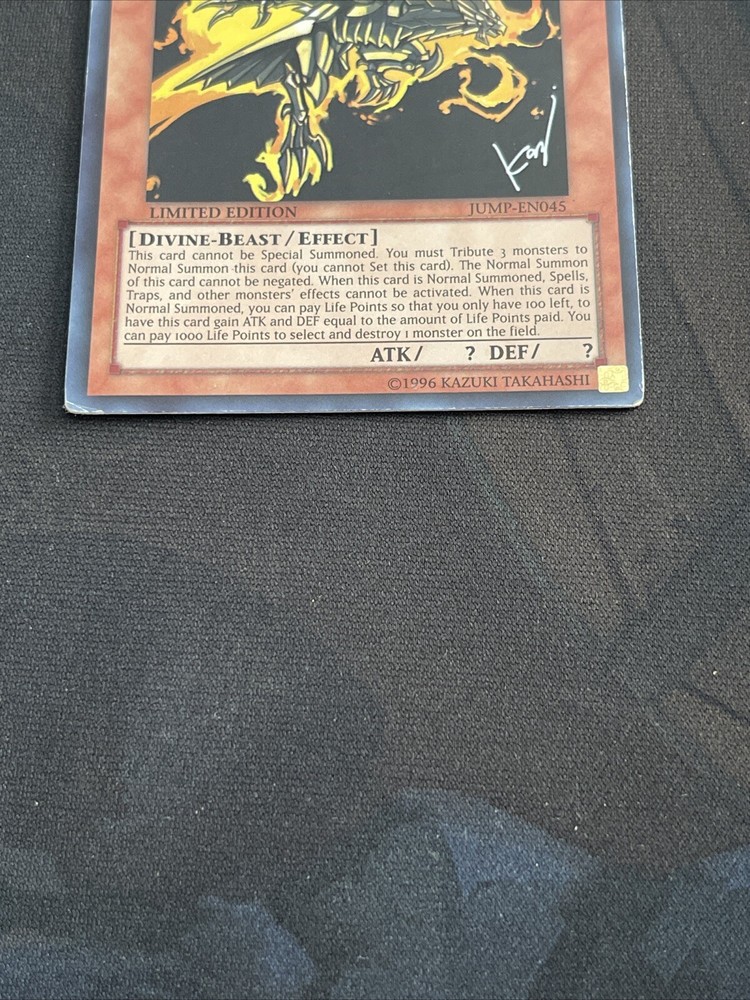 LIMITED EDITION
JUMP-EN045
[DIVINE-BEAST/EFFECT]
This card cannot be Special Summoned. You must Tribute 3 monsters to
Normal Summon this card (you cannot Set this card). The Normal Summon
of this card cannot be negated. When this card is Normal Summoned, Spells,
Traps, and other monsters' effects cannot be activated. When this card is
Normal Summoned, you can pay Life Points so that you only have 100 left, to
have this card gain ATK and DEF equal to the amount of Life Points paid. You
can pay 1000 Life Points to select and destroy 1 monster on the field.
ATK/ ? DEF/ ?
©1996 KAZUKI TAKAHASHI